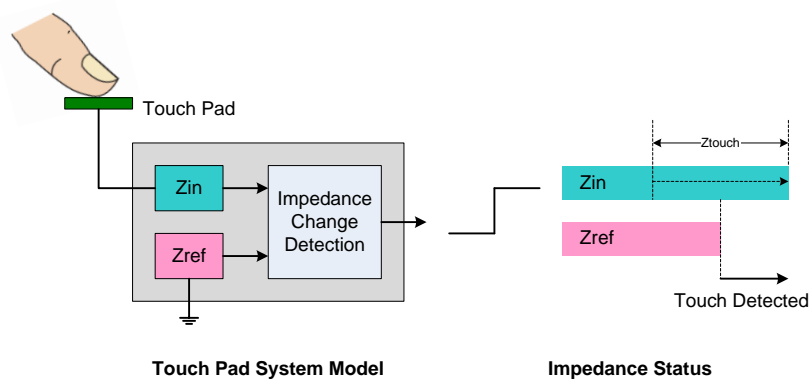 Touch Pad
Zin
Impedance
Change
Detection
Zref
Touch Pad System Model
Ztouch
Zin
Zref
Touch Detected
Impedance Status